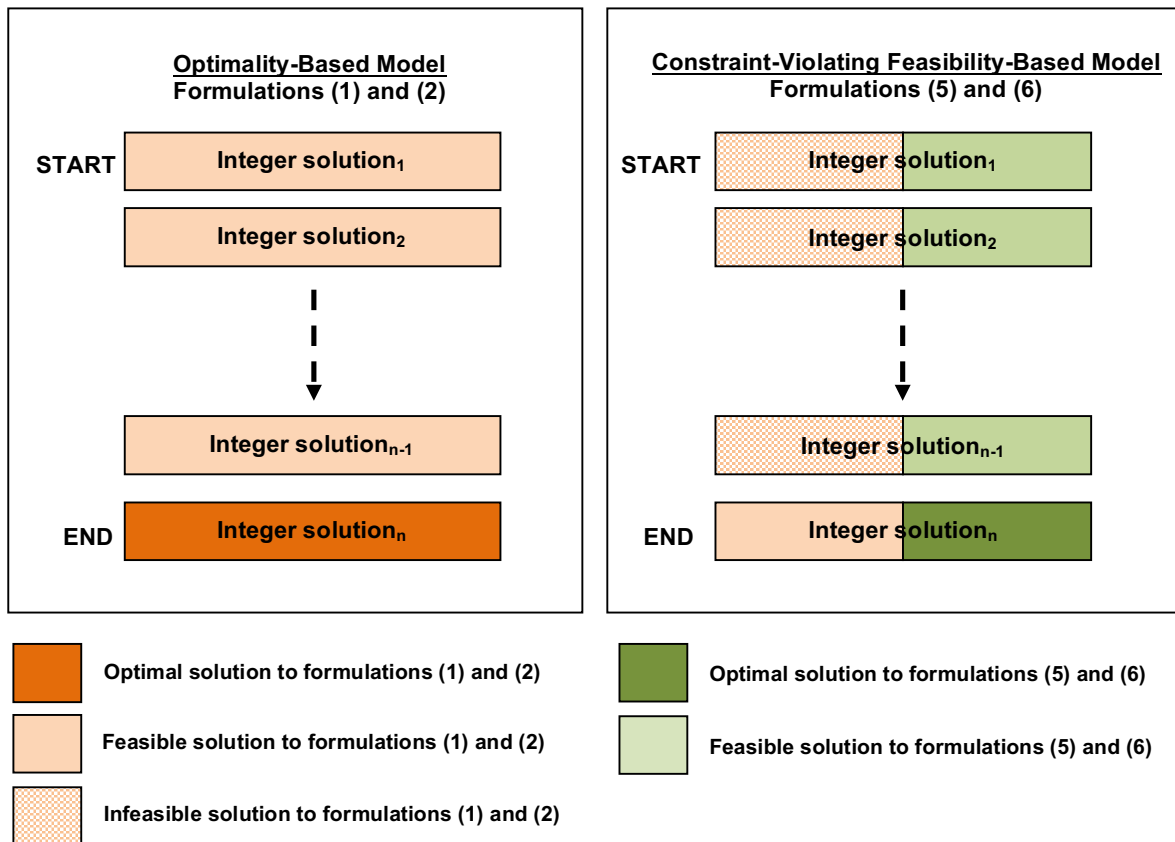 Optimality-Based Model
Formulations (1) and (2)
START
Integer solution₁
Integer solution₂
Integer solutionₙ₋₁
END
Integer solutionₙ
Constraint-Violating Feasibility-Based Model
Formulations (5) and (6)
START
Integer solution₁
Integer solution₂
Integer solutionₙ₋₁
END
Integer solutionₙ
Optimal solution to formulations (1) and (2)
Feasible solution to formulations (1) and (2)
Infeasible solution to formulations (1) and (2)
Optimal solution to formulations (5) and (6)
Feasible solution to formulations (5) and (6)